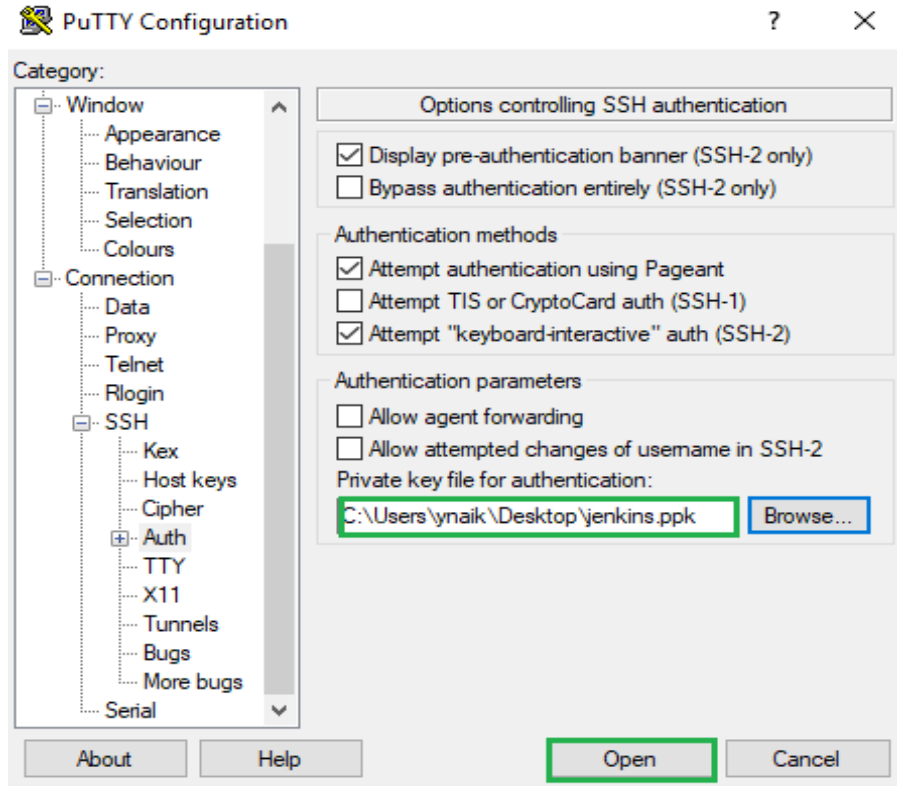 PuTTY Configuration
?
Category:
Window
Appearance
Behaviour
Translation
Selection
Colours
Connection
Data
Proxy
Telnet
Rlogin
SSH
Kex
Host keys
Cipher
Auth
TTY
X11
Tunnels
Bugs
More bugs
Serial
Options controlling SSH authentication
Display pre-authentication banner (SSH-2 only)
Bypass authentication entirely (SSH-2 only)
Authentication methods
Attempt authentication using Pageant
Attempt TIS or CryptoCard auth (SSH-1)
Attempt "keyboard-interactive" auth (SSH-2)
Authentication parameters
Allow agent forwarding
Allow attempted changes of username in SSH-2
Private key file for authentication:
C:\Users\ynaik\Desktop\jenkins.ppk Browse...
About Help Open Cancel